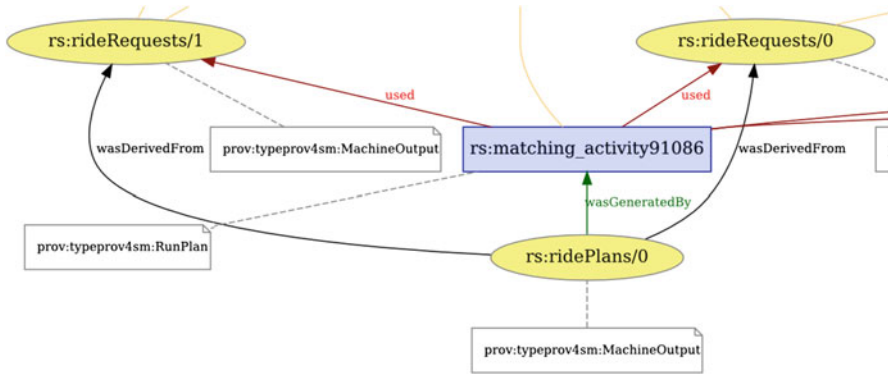 rs:rideRequests/1
rs:rideRequests/0
used
used
prov:typeprov4sm:MachineOutput
wasDerivedFrom
rs:matching_activity91086
wasDerivedFrom
wasGeneratedBy
prov:typeprov4sm:RunPlan
rs:ridePlans/0
prov:typeprov4sm:MachineOutput